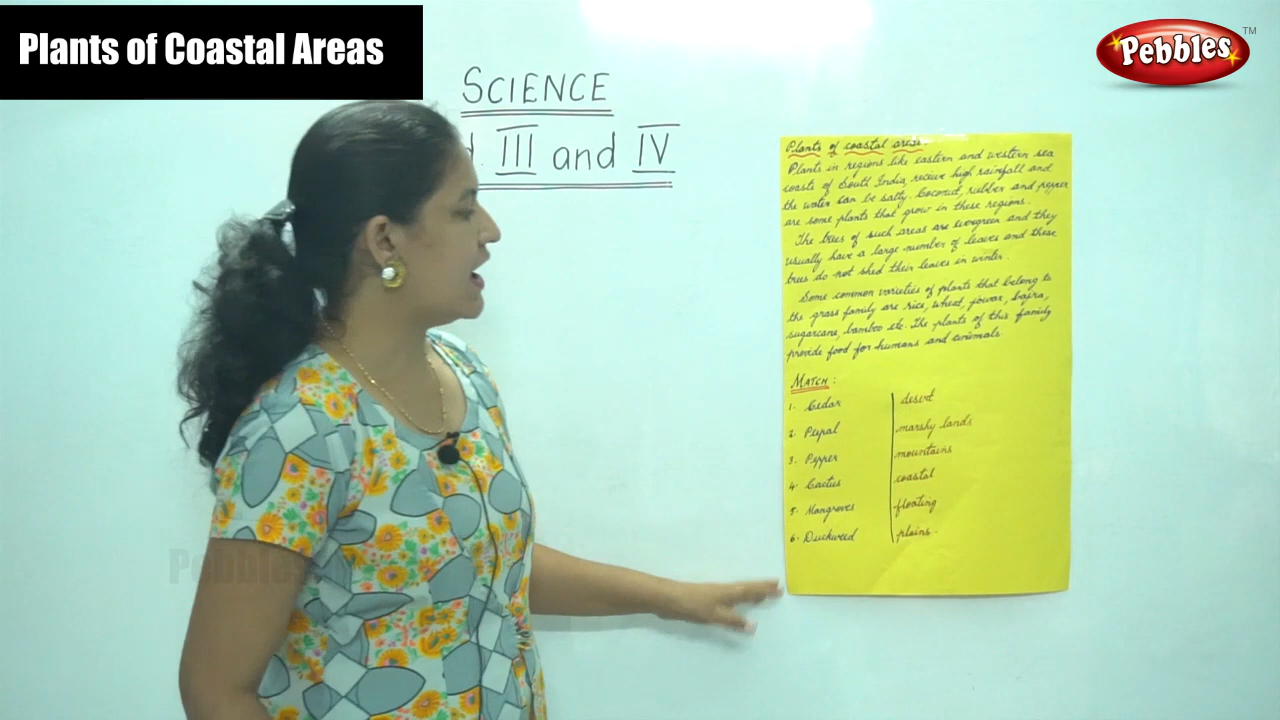 Plants of Coastal Areas
Pebbles
TM
SCIENCE
III and IV
Plants of coastal areas.
Plants in regions like eastern and western sea
coasts of South India, receive high rainfall and
the water can be salty. Coconut, rubber and pepper
are some plants that grow in these regions.
The trees of such areas are evergreen and they
usually have a large number of leaves and these
trees do not shed their leaves in winter.
Some common varieties of plants that belong to
the grass family are rice, wheat, jowar, bajra,
sugarcane, bamboo etc. The plants of this family
provide food for humans and animals.
MATCH :
1. Cedar desert
2. Peepal marshy lands
3. Pepper mountains
4. Cactus coastal
5. Mangroves floating
6. Duckweed plains.
Pebbles